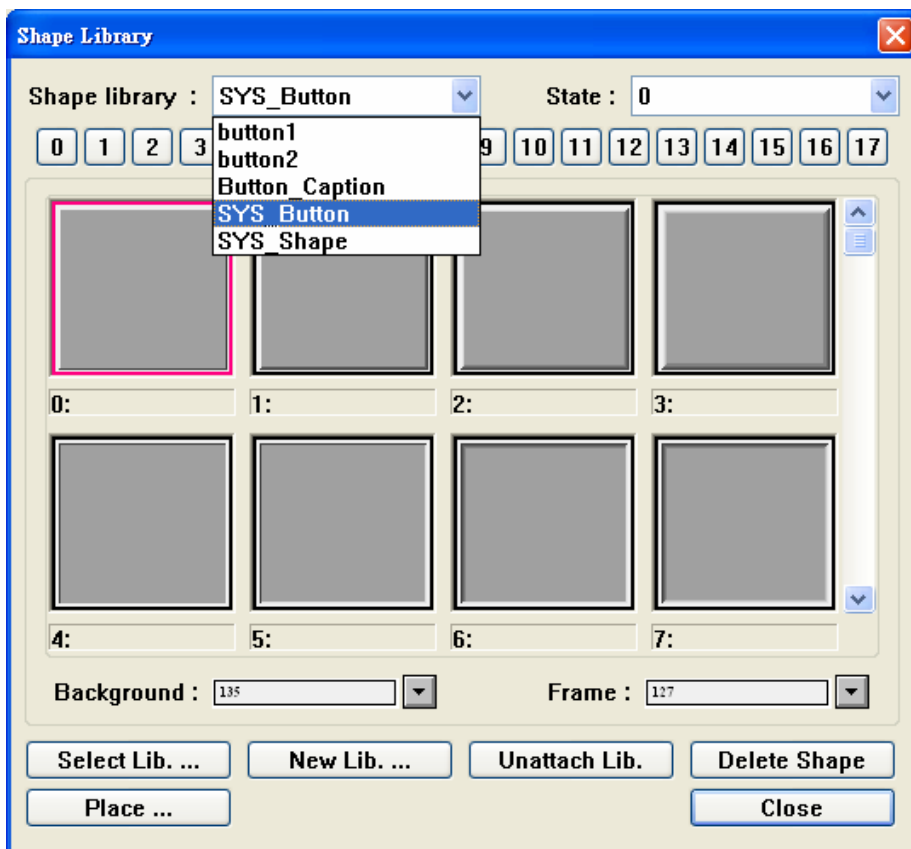 Shape Library
Shape library : SYS_Button State : 0
button1
button2
Button_Caption
SYS_Button
SYS_Shape
0 1 2 3 9 10 11 12 13 14 15 16 17
0: 1: 2: 3:
4: 5: 6: 7:
Background : 135 Frame : 127
Select Lib. ... New Lib. ... Unattach Lib. Delete Shape
Place ... Close